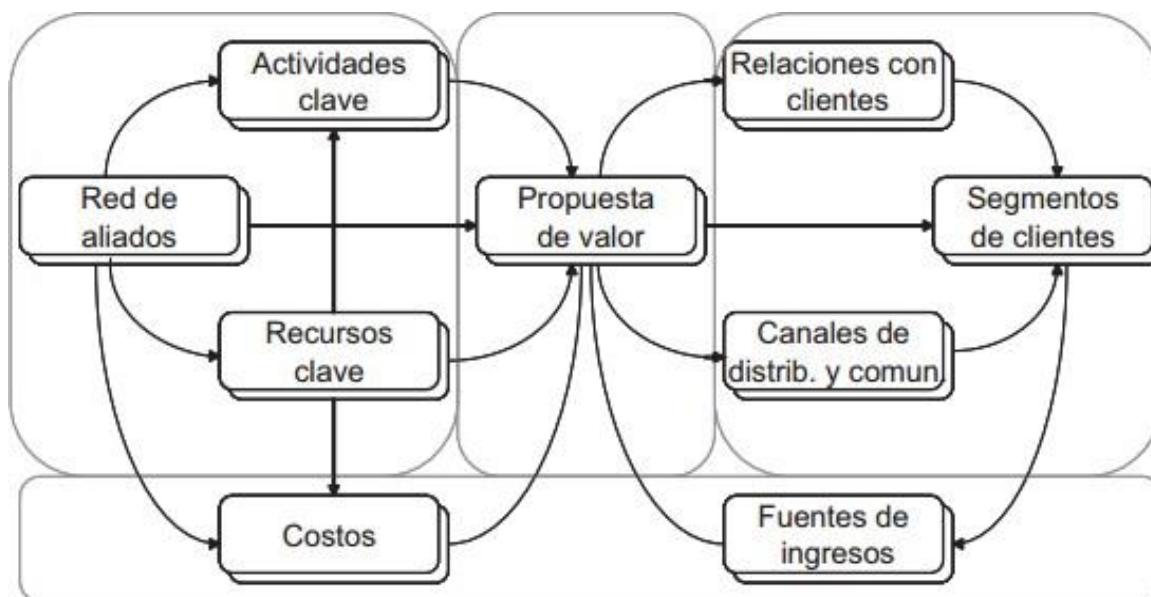 Actividades
clave
Relaciones con
clientes
Red de
aliados
Propuesta
de valor
Segmentos
de clientes
Recursos
clave
Canales de
distrib. y comun.
Costos
Fuentes de
ingresos